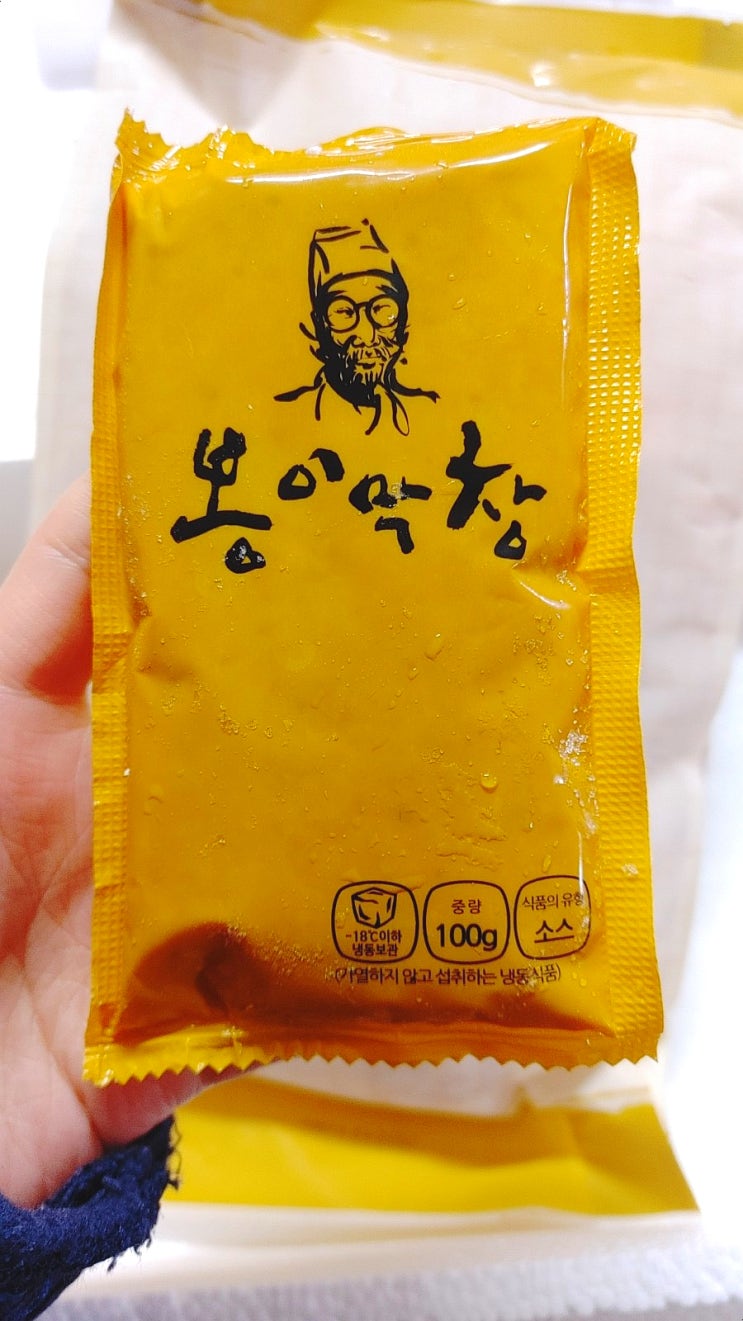 봉이막창
-18℃이하
냉동보관
중량
100g
식품의 유형
소스
(가열하지 않고 섭취하는 냉동식품)